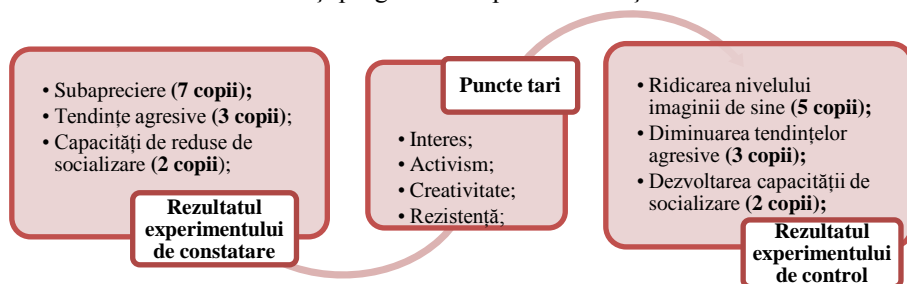 • Subapreciere (7 copii);
• Tendințe agresive (3 copii);
• Capacități de reduse de
socializare (2 copii);
Rezultatul
experimentului
de constatare
Puncte tari
• Interes;
• Activism;
• Creativitate;
• Rezistență;
• Ridicarea nivelului
imaginii de sine (5 copii);
• Diminuarea tendințelor
agresive (3 copii);
• Dezvoltarea capacității de
socializare (2 copii);
Rezultatul
experimentului
de control